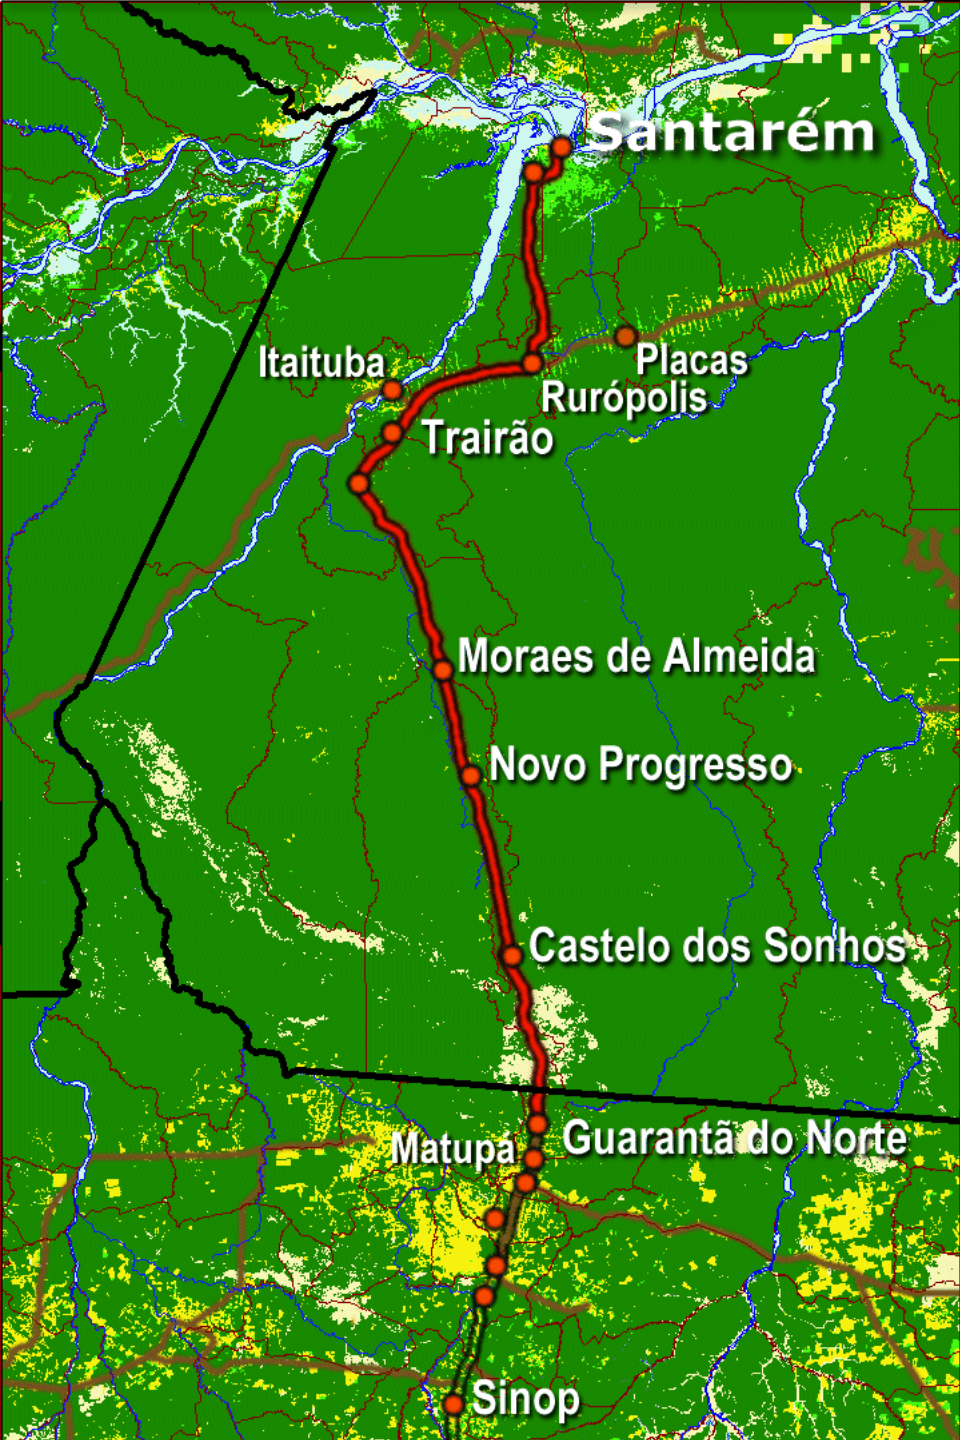 Santarém
Itaituba
Placas
Rurópolis
Trairão
Moraes de Almeida
Novo Progresso
Castelo dos Sonhos
Guarantã do Norte
Matupá
Sinop